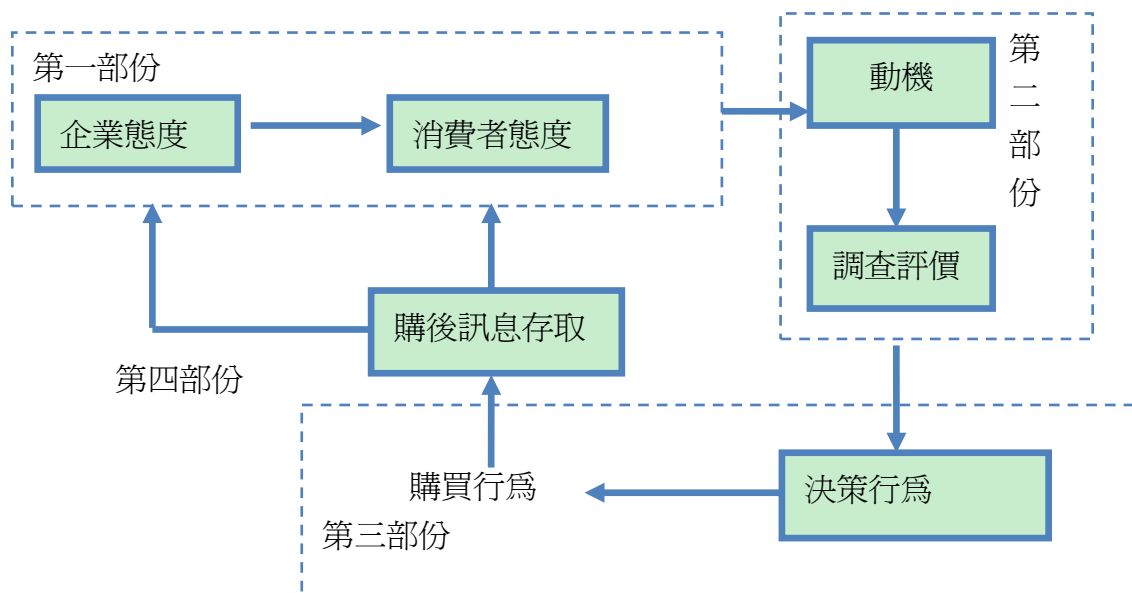 第一部份
企業態度
消費者態度
動機
第二部份
調查評價
購後訊息存取
第四部份
購買行爲
決策行爲
第三部份